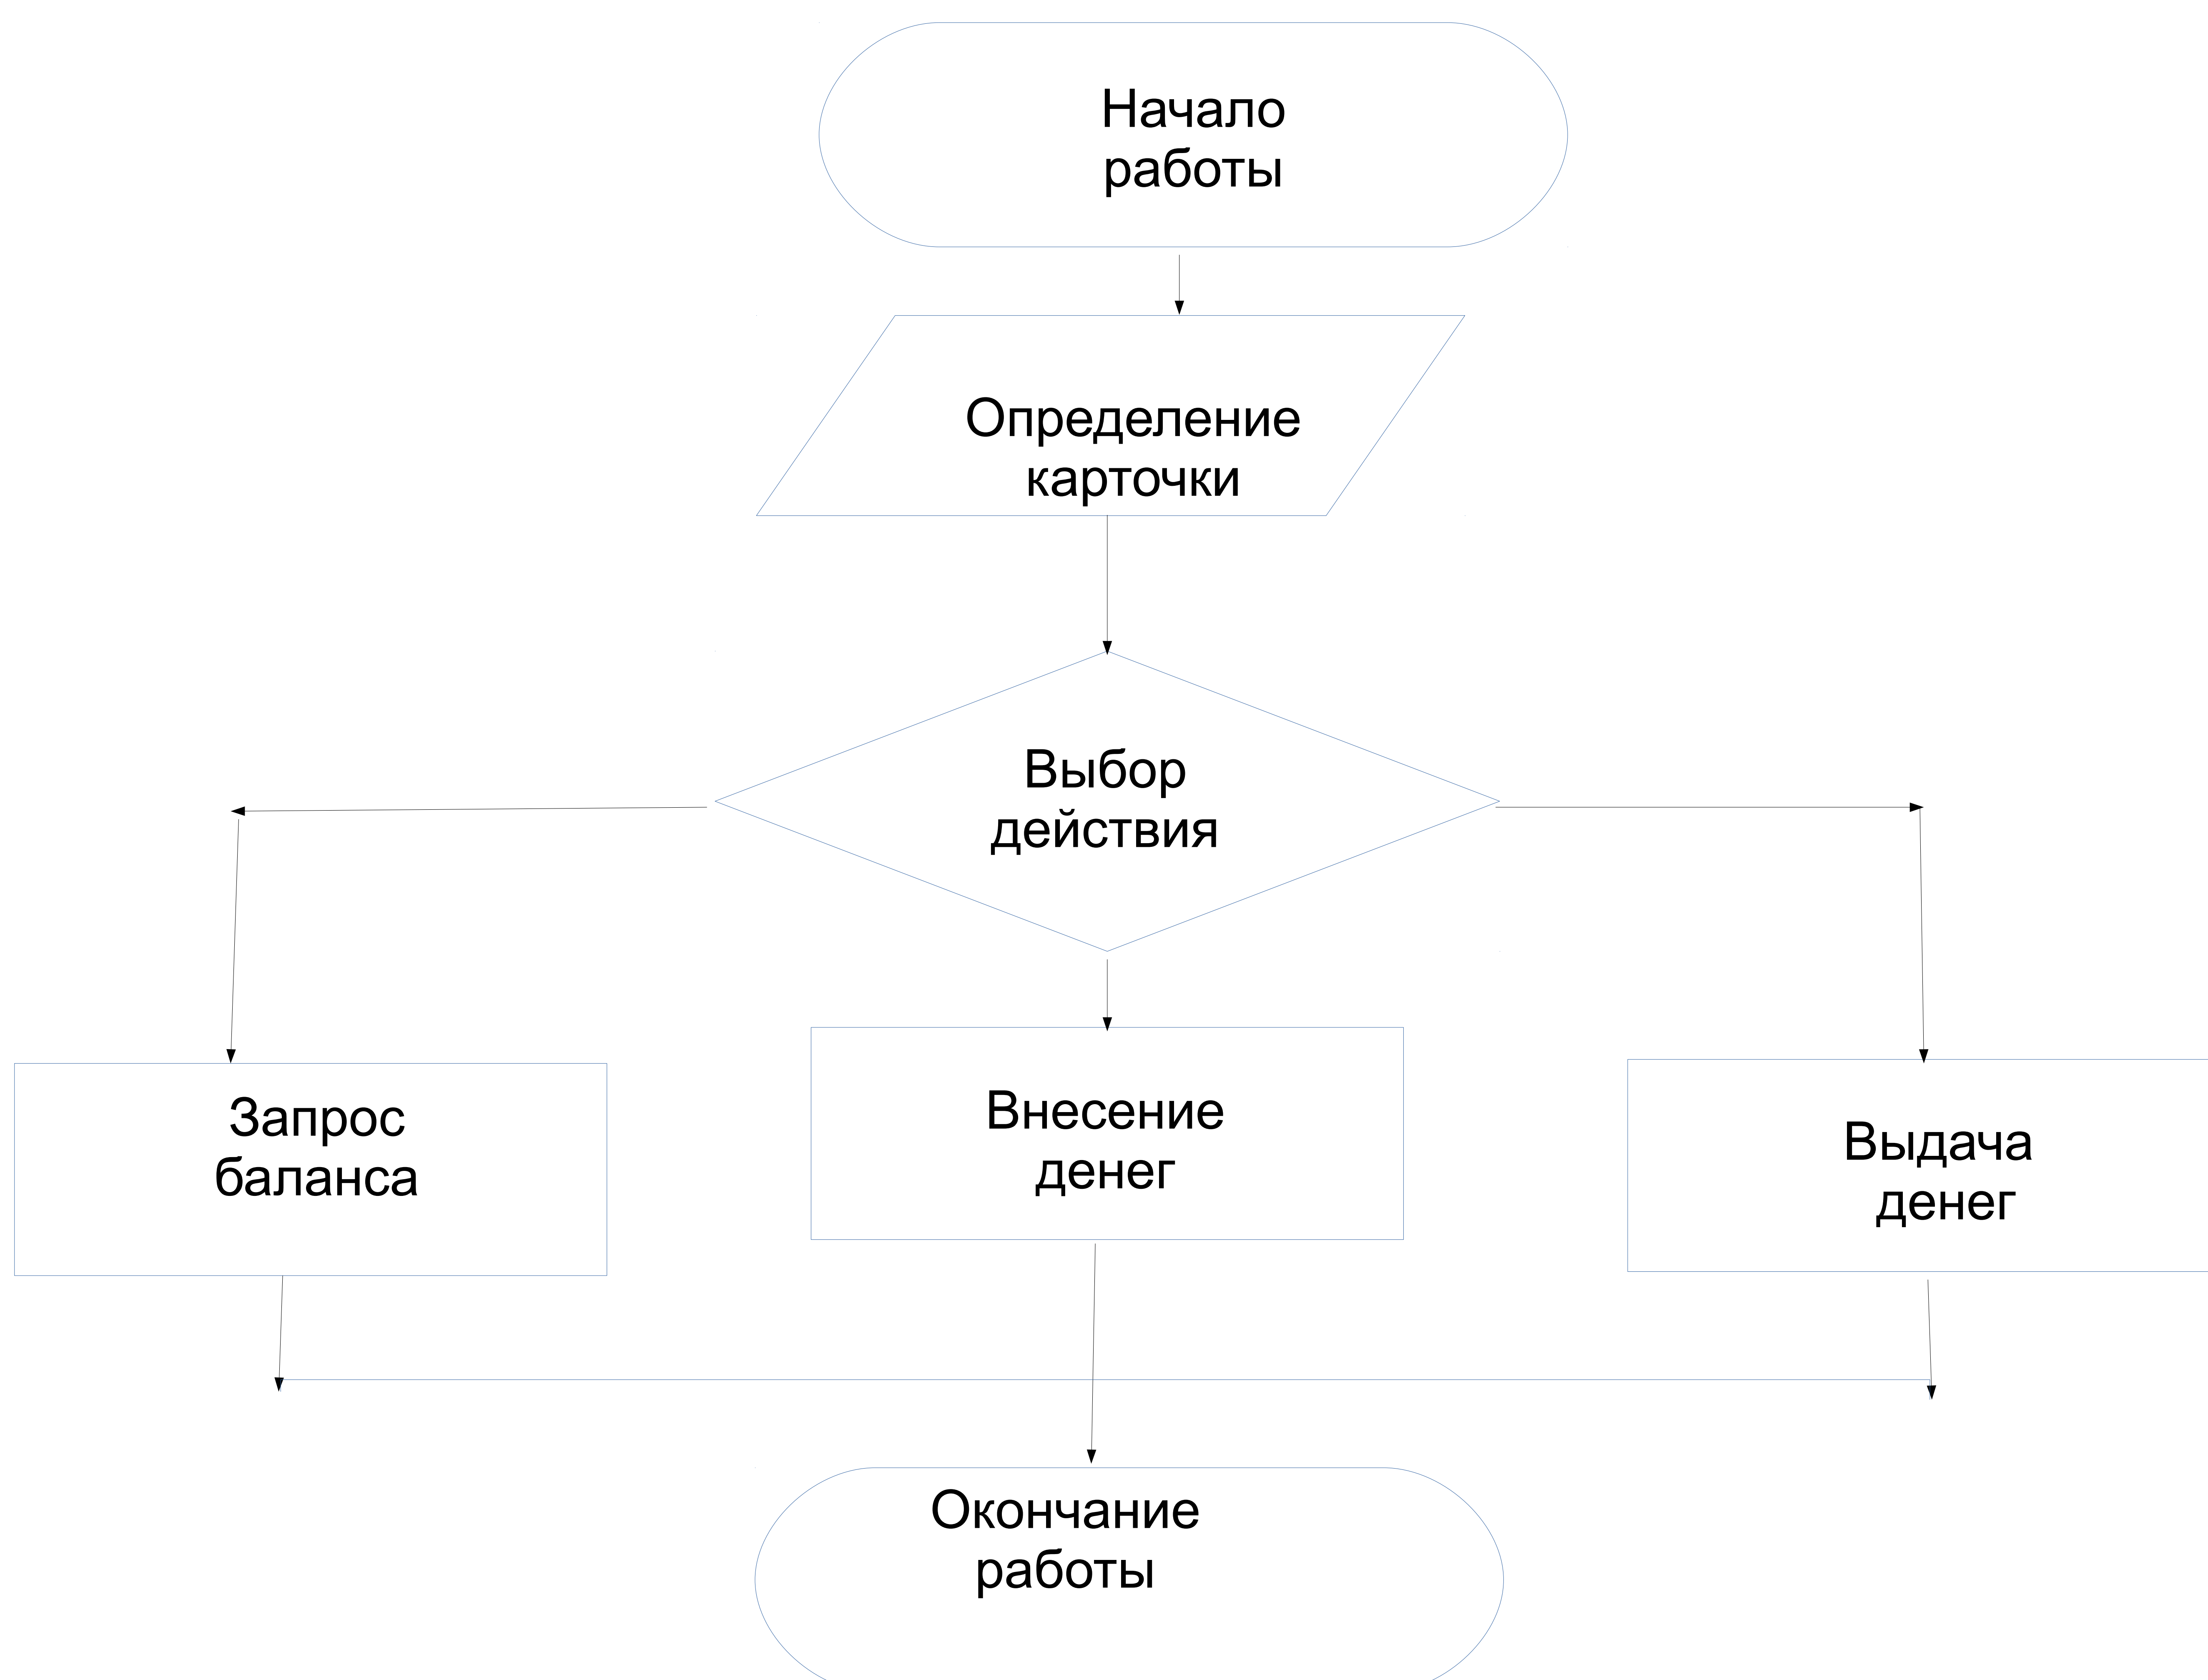 Начало
работы
Определение
карточки
Выбор
действия
Запрос
баланса
Внесение
денег
Выдача
денег
Окончание
работы